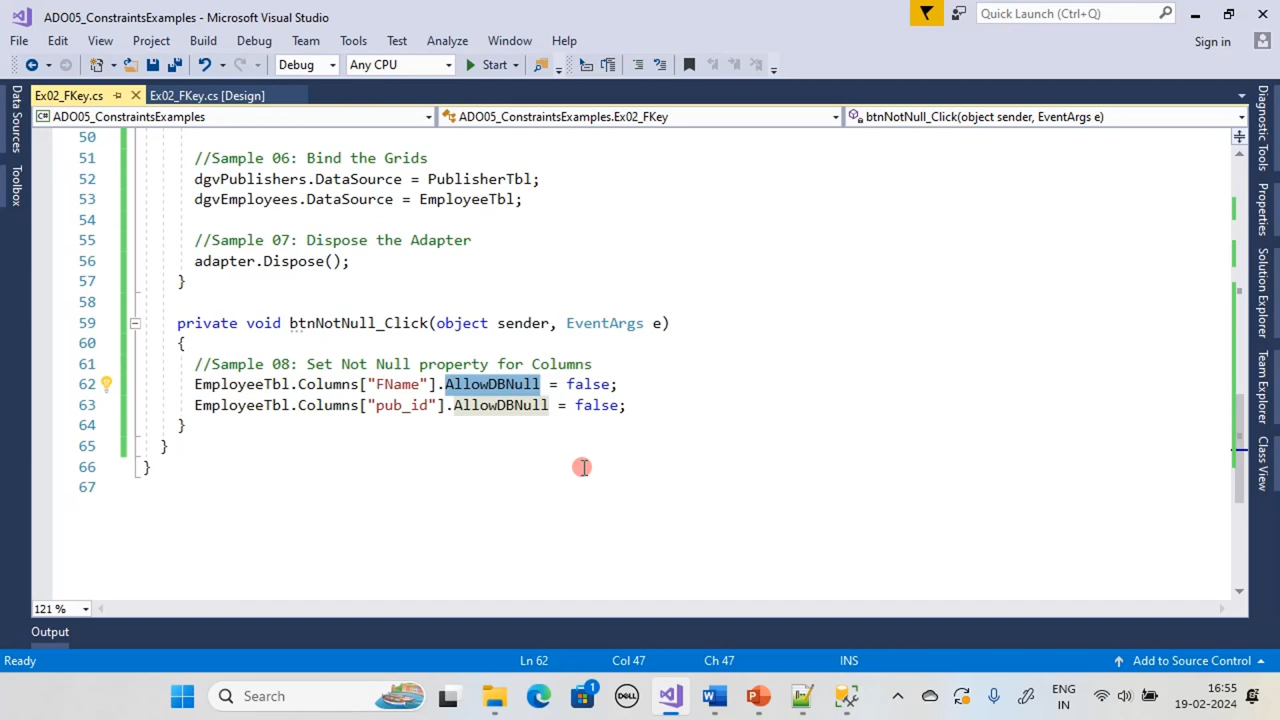 ADO05_ConstraintsExamples - Microsoft Visual Studio
Quick Launch (Ctrl+Q)
File Edit View Project Build Debug Team Tools Test Analyze Window Help
Sign in
Debug Any CPU Start
Ex02_FKey.cs Ex02_FKey.cs [Design]
ADO05_ConstraintsExamples ADO05_ConstraintsExamples.Ex02_FKey btnNotNull_Click(object sender, EventArgs e)
Data Sources
Toolbox
50
51 //Sample 06: Bind the Grids
52 dgvPublishers.DataSource = PublisherTbl;
53 dgvEmployees.DataSource = EmployeeTbl;
54
55 //Sample 07: Dispose the Adapter
56 adapter.Dispose();
57 }
58
59 private void btnNotNull_Click(object sender, EventArgs e)
60 {
61 //Sample 08: Set Not Null property for Columns
62 EmployeeTbl.Columns["FName"].AllowDBNull = false;
63 EmployeeTbl.Columns["pub_id"].AllowDBNull = false;
64 }
65 }
66 }
67
Diagnostic Tools
Properties
Solution Explorer
Team Explorer
Class View
121 %
Output
Ready Ln 62 Col 47 Ch 47 INS Add to Source Control
Search
DELL
1
ENG
IN
16:55
19-02-2024